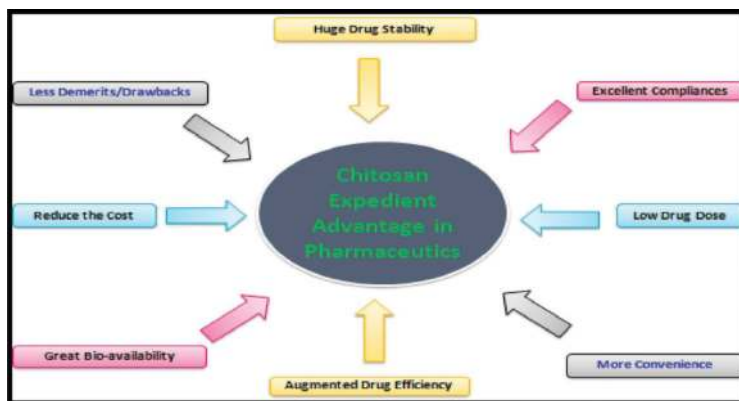 Huge Drug Stability
Less Demerits/Drawbacks
Excellent Compliances
Chitosan
Expedient
Advantage in
Pharmaceutics
Reduce the Cost
Low Drug Dose
Great Bio-availability
More Convenience
Augmented Drug Efficiency